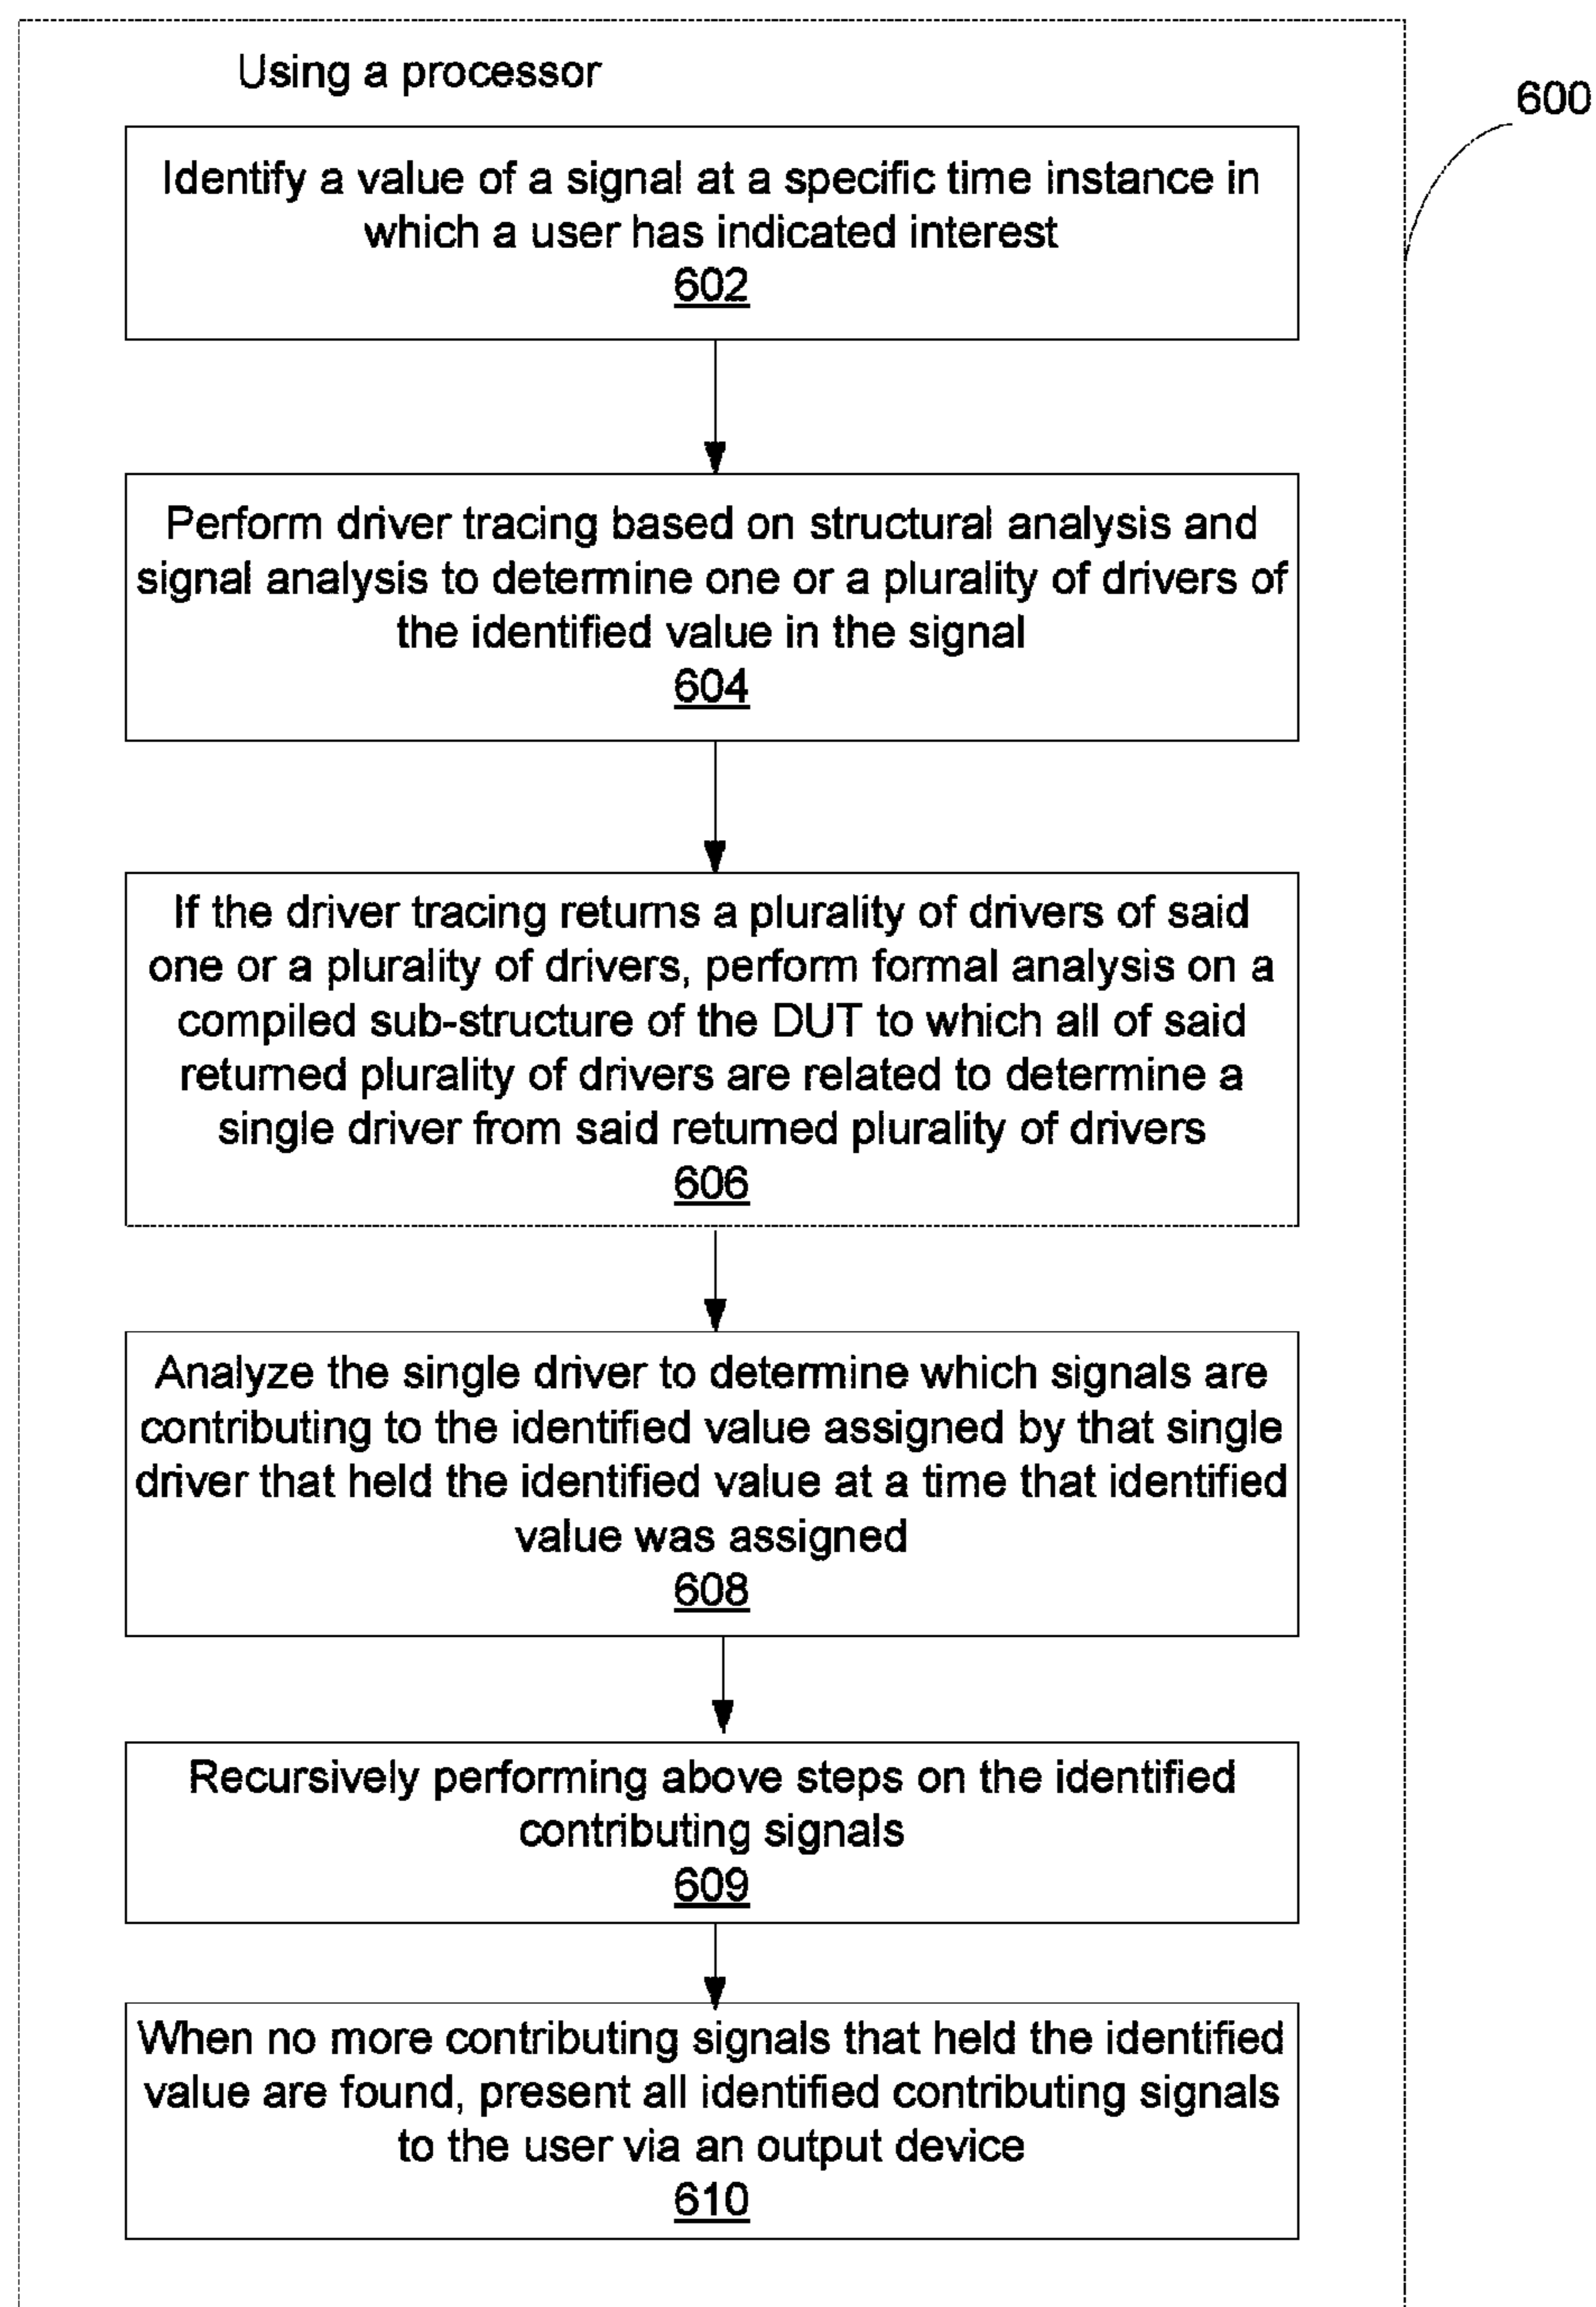 Using a processor
600
Identify a value of a signal at a specific time instance in
which a user has indicated interest
602
Perform driver tracing based on structural analysis and
signal analysis to determine one or a plurality of drivers of
the identified value in the signal
604
If the driver tracing returns a plurality of drivers of said
one or a plurality of drivers, perform formal analysis on a
compiled sub-structure of the DUT to which all of said
returned plurality of drivers are related to determine a
single driver from said returned plurality of drivers
606
Analyze the single driver to determine which signals are
contributing to the identified value assigned by that single
driver that held the identified value at a time that identified
value was assigned
608
Recursively performing above steps on the identified
contributing signals
609
When no more contributing signals that held the identified
value are found, present all identified contributing signals
to the user via an output device
610